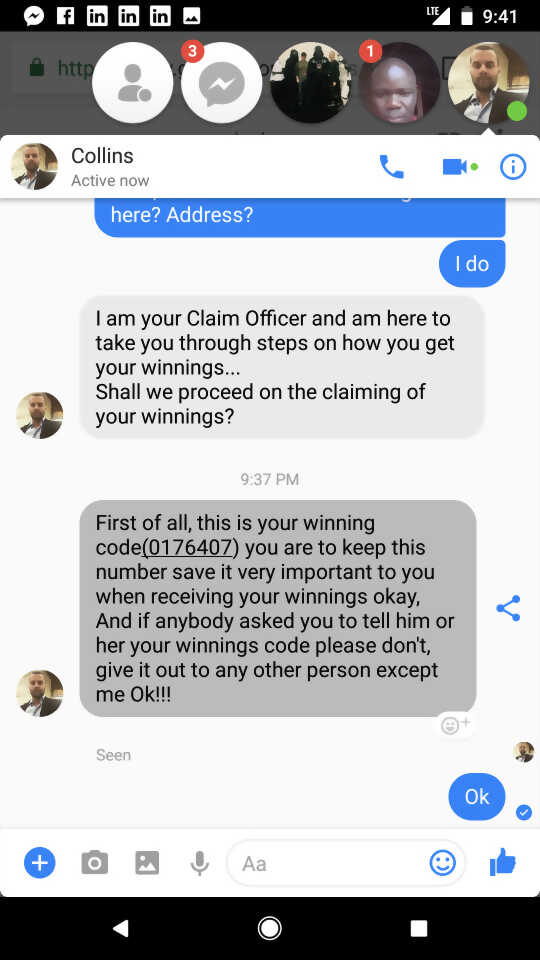 LTE 9:41
http
3
1
Collins
Active now
here? Address?
I do
I am your Claim Officer and am here to
take you through steps on how you get
your winnings...
Shall we proceed on the claiming of
your winnings?
9:37 PM
First of all, this is your winning
code(0176407) you are to keep this
number save it very important to you
when receiving your winnings okay,
And if anybody asked you to tell him or
her your winnings code please don't,
give it out to any other person except
me Ok!!!
Seen
Ok
Aa